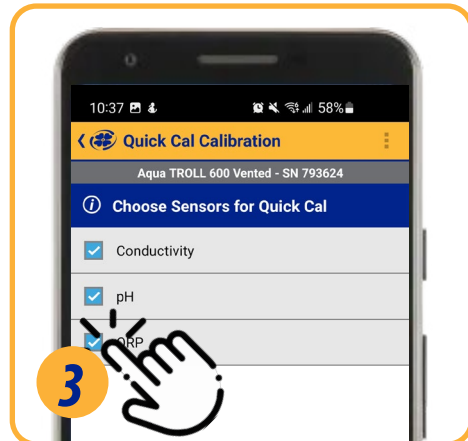 10:37 58%
Quick Cal Calibration
Aqua TROLL 600 Vented - SN 793624
i Choose Sensors for Quick Cal
Conductivity
pH
ORP
3